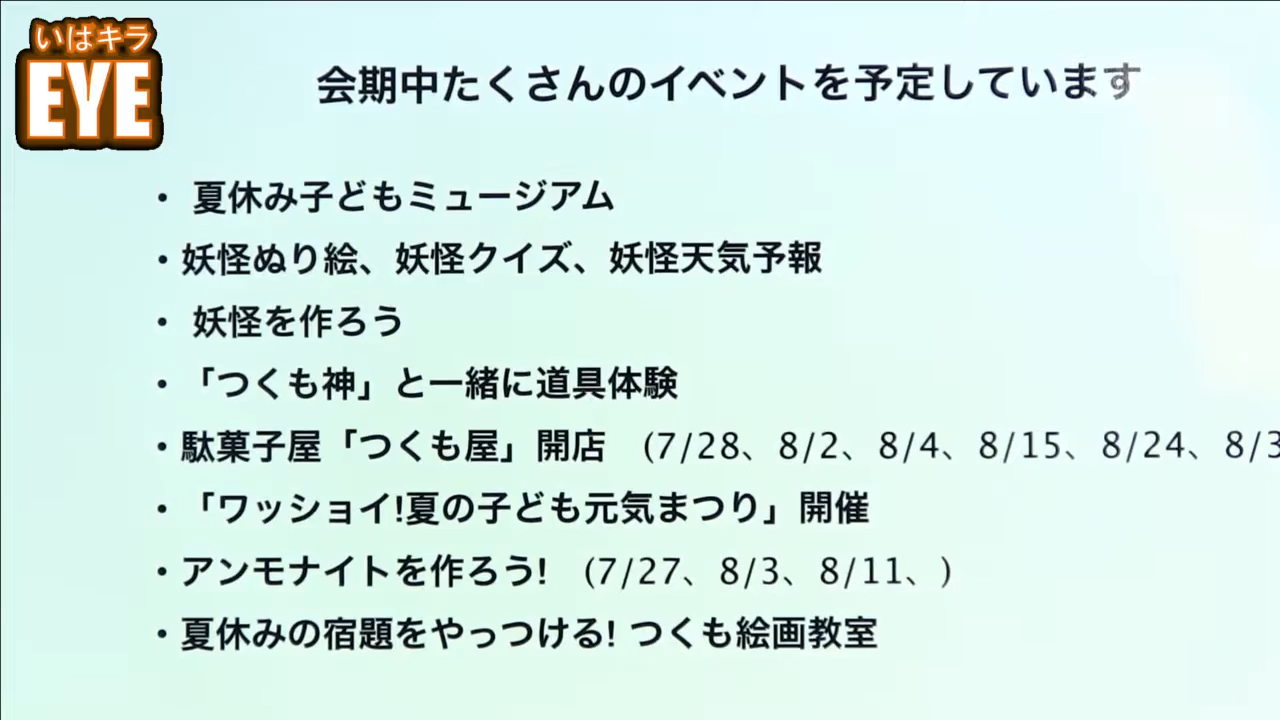 いばキラ
EYE
会期中たくさんのイベントを予定しています
・ 夏休み子どもミュージアム
・妖怪ぬり絵、妖怪クイズ、妖怪天気予報
・ 妖怪を作ろう
・「つくも神」と一緒に道具体験
・駄菓子屋「つくも屋」開店 (7/28、8/2、8/4、8/15、8/24、8/3
・「ワッショイ!夏の子ども元気まつり」開催
・アンモナイトを作ろう! (7/27、8/3、8/11、)
・夏休みの宿題をやっつける! つくも絵画教室